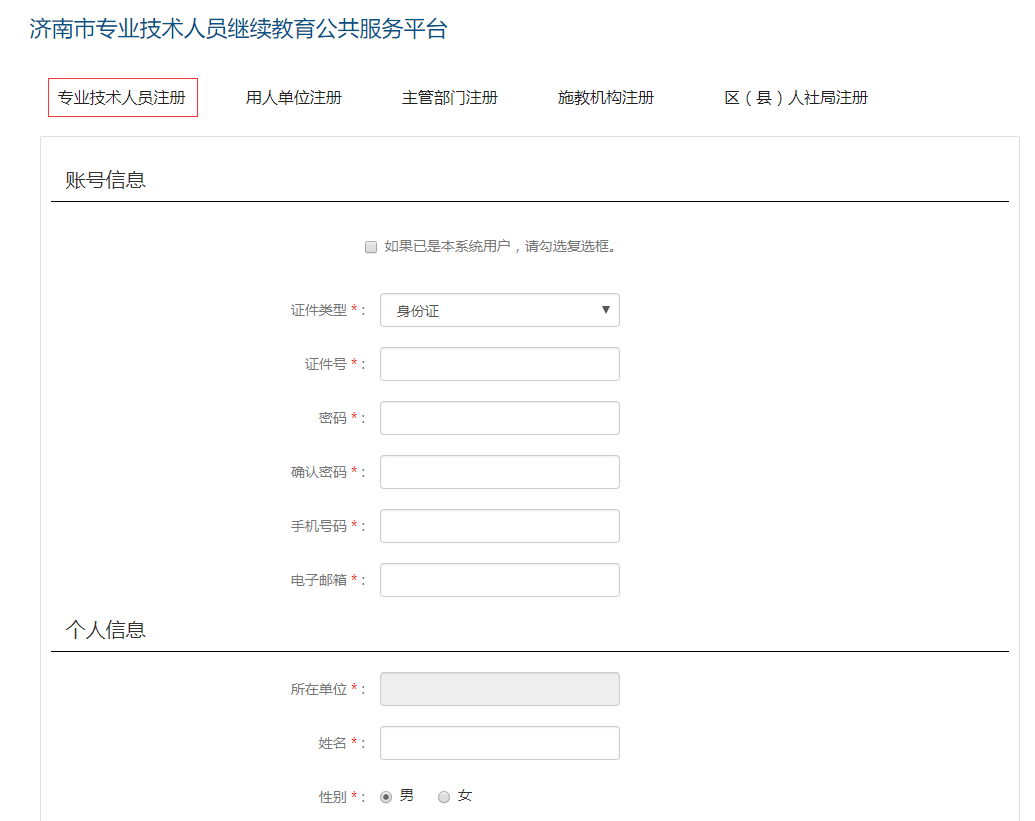 济南市专业技术人员继续教育公共服务平台
专业技术人员注册 用人单位注册 主管部门注册 施教机构注册 区（县）人社局注册
账号信息
如果已是本系统用户，请勾选复选框。
证件类型 *： 身份证
证件号 *：
密码 *：
确认密码 *：
手机号码 *：
电子邮箱 *：
个人信息
所在单位 *：
姓名 *：
性别 *： 男 女